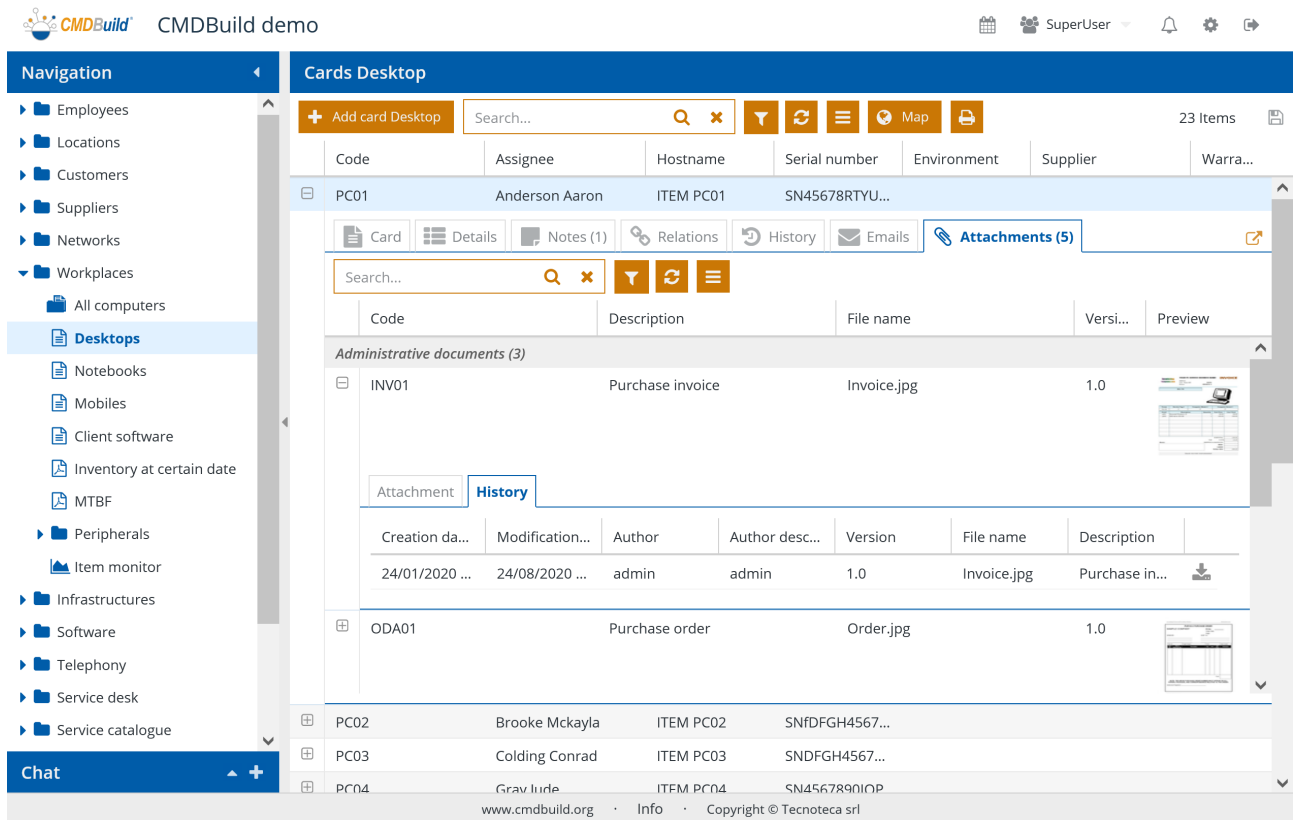 CMDBuild CMDBuild demo SuperUser
Navigation
Employees
Locations
Customers
Suppliers
Networks
Workplaces
All computers
Desktops
Notebooks
Mobiles
Client software
Inventory at certain date
MTBF
Peripherals
Item monitor
Infrastructures
Software
Telephony
Service desk
Service catalogue
Chat
Cards Desktop
Add card Desktop Search... Map 23 Items
Code Assignee Hostname Serial number Environment Supplier Warra...
PC01 Anderson Aaron ITEM PC01 SN45678RTYU...
Card Details Notes (1) Relations History Emails Attachments (5)
Search...
Code Description File name Versi... Preview
Administrative documents (3)
INV01 Purchase invoice Invoice.jpg 1.0
Attachment History
Creation da... Modification... Author Author desc... Version File name Description
24/01/2020 ... 24/08/2020 ... admin admin 1.0 Invoice.jpg Purchase in...
ODA01 Purchase order Order.jpg 1.0
PC02 Brooke Mckayla ITEM PC02 SNfDFGH4567...
PC03 Colding Conrad ITEM PC03 SNDFGH4567...
PC04 Gray Jude ITEM PC04 SN4567890IOP
www.cmdbuild.org · Info · Copyright © Tecnoteca srl